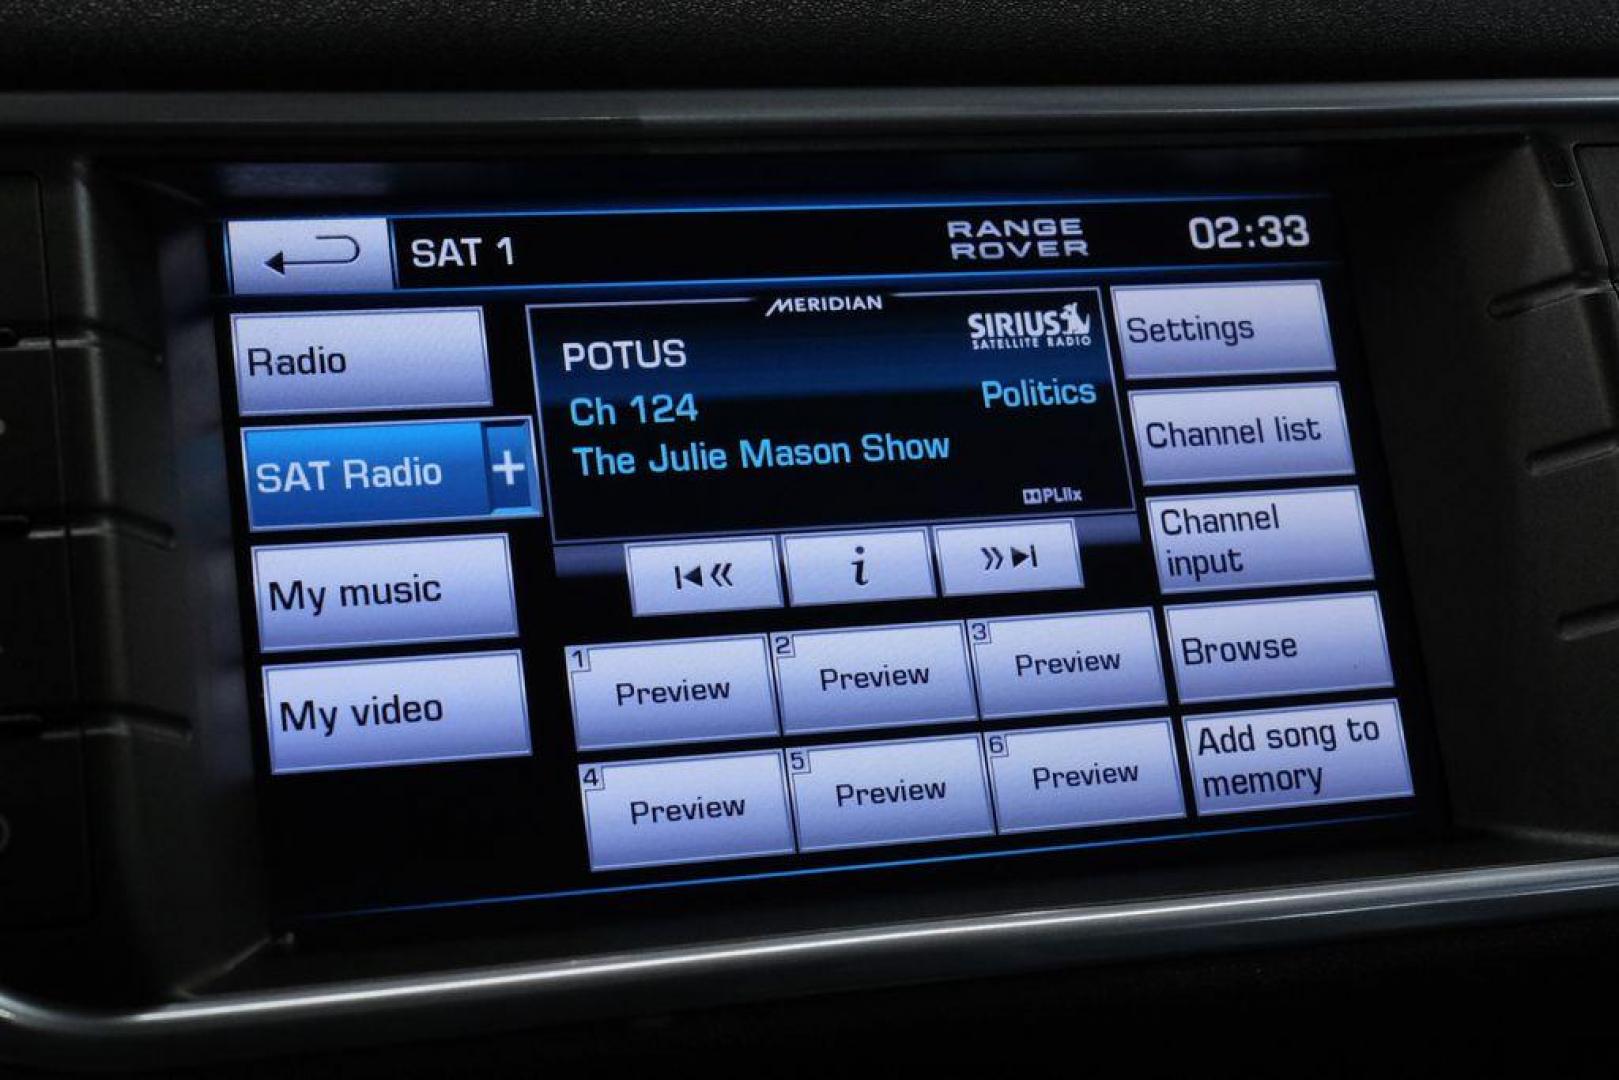 SAT 1
RANGE
ROVER
02:33
Radio
SAT Radio +
My music
My video
MERIDIAN
SIRIUS
SATELLITE RADIO
POTUS
Ch 124
Politics
The Julie Mason Show
PLIIx
i
1 Preview
2 Preview
3 Preview
4 Preview
5 Preview
6 Preview
Settings
Channel list
Channel
input
Browse
Add song to
memory